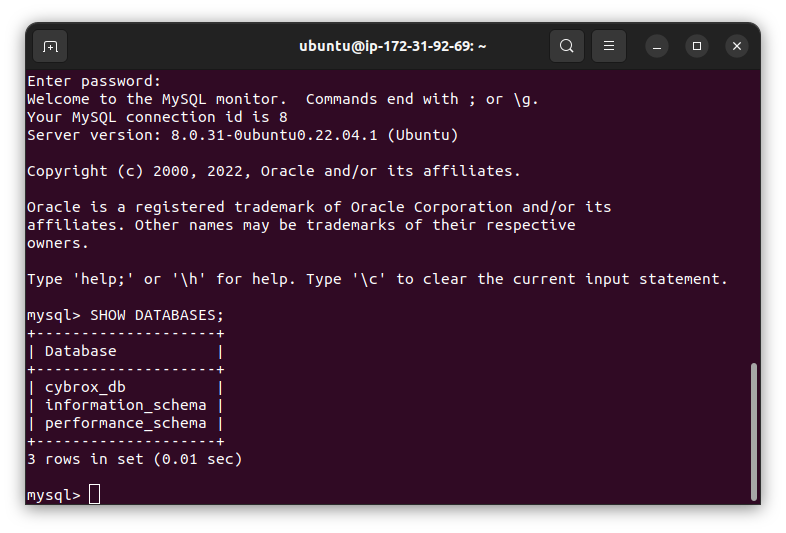 ubuntu@ip-172-31-92-69: ~
Enter password:
Welcome to the MySQL monitor.  Commands end with ; or \g.
Your MySQL connection id is 8
Server version: 8.0.31-0ubuntu0.22.04.1 (Ubuntu)
Copyright (c) 2000, 2022, Oracle and/or its affiliates.
Oracle is a registered trademark of Oracle Corporation and/or its
affiliates. Other names may be trademarks of their respective
owners.
Type 'help;' or '\h' for help. Type '\c' to clear the current input statement.
mysql> SHOW DATABASES;
+--------------------+
| Database           |
+--------------------+
| cybrox_db          |
| information_schema |
| performance_schema |
+--------------------+
3 rows in set (0.01 sec)
mysql>